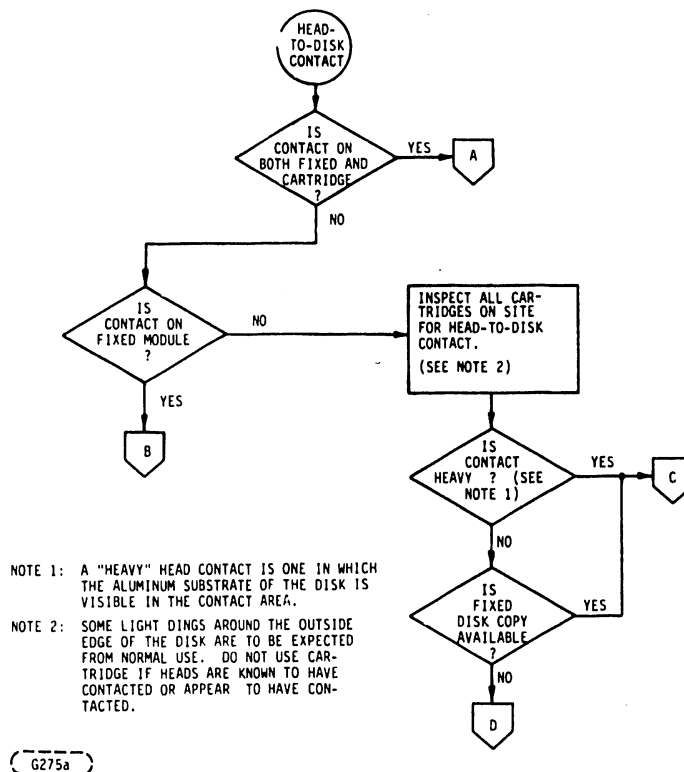 HEAD-
TO-DISK
CONTACT
IS
CONTACT ON
BOTH FIXED AND
CARTRIDGE
?
YES
A
NO
IS
CONTACT ON
FIXED MODULE
?
NO
YES
B
INSPECT ALL CAR-
TRIDGES ON SITE
FOR HEAD-TO-DISK
CONTACT.
(SEE NOTE 2)
IS
CONTACT
HEAVY ? (SEE
NOTE 1)
YES
C
NO
IS
FIXED
DISK COPY
AVAILABLE
?
YES
NO
D
NOTE 1: A "HEAVY" HEAD CONTACT IS ONE IN WHICH
THE ALUMINUM SUBSTRATE OF THE DISK IS
VISIBLE IN THE CONTACT AREA.
NOTE 2: SOME LIGHT DINGS AROUND THE OUTSIDE
EDGE OF THE DISK ARE TO BE EXPECTED
FROM NORMAL USE. DO NOT USE CAR-
TRIDGE IF HEADS ARE KNOWN TO HAVE
CONTACTED OR APPEAR TO HAVE CON-
TACTED.
G275a